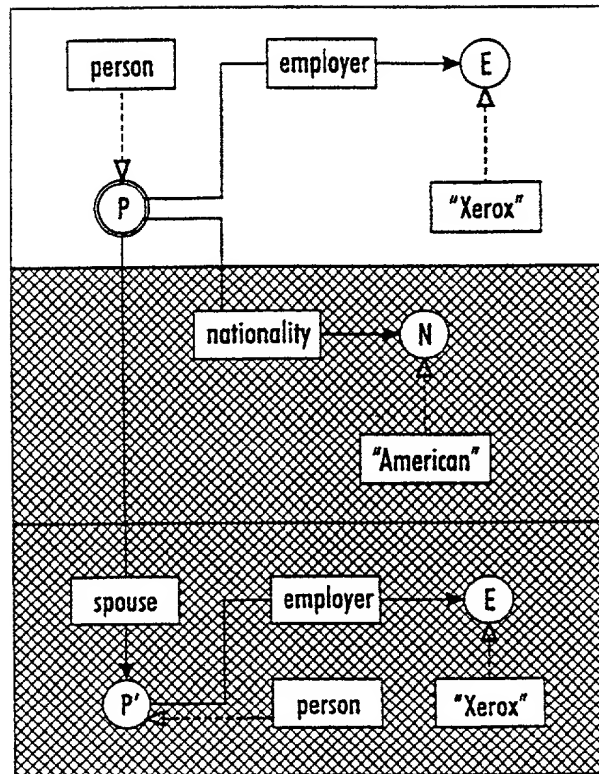 person
employer
E
P
"Xerox"
nationality
N
"American"
spouse
employer
E
P'
person
"Xerox"